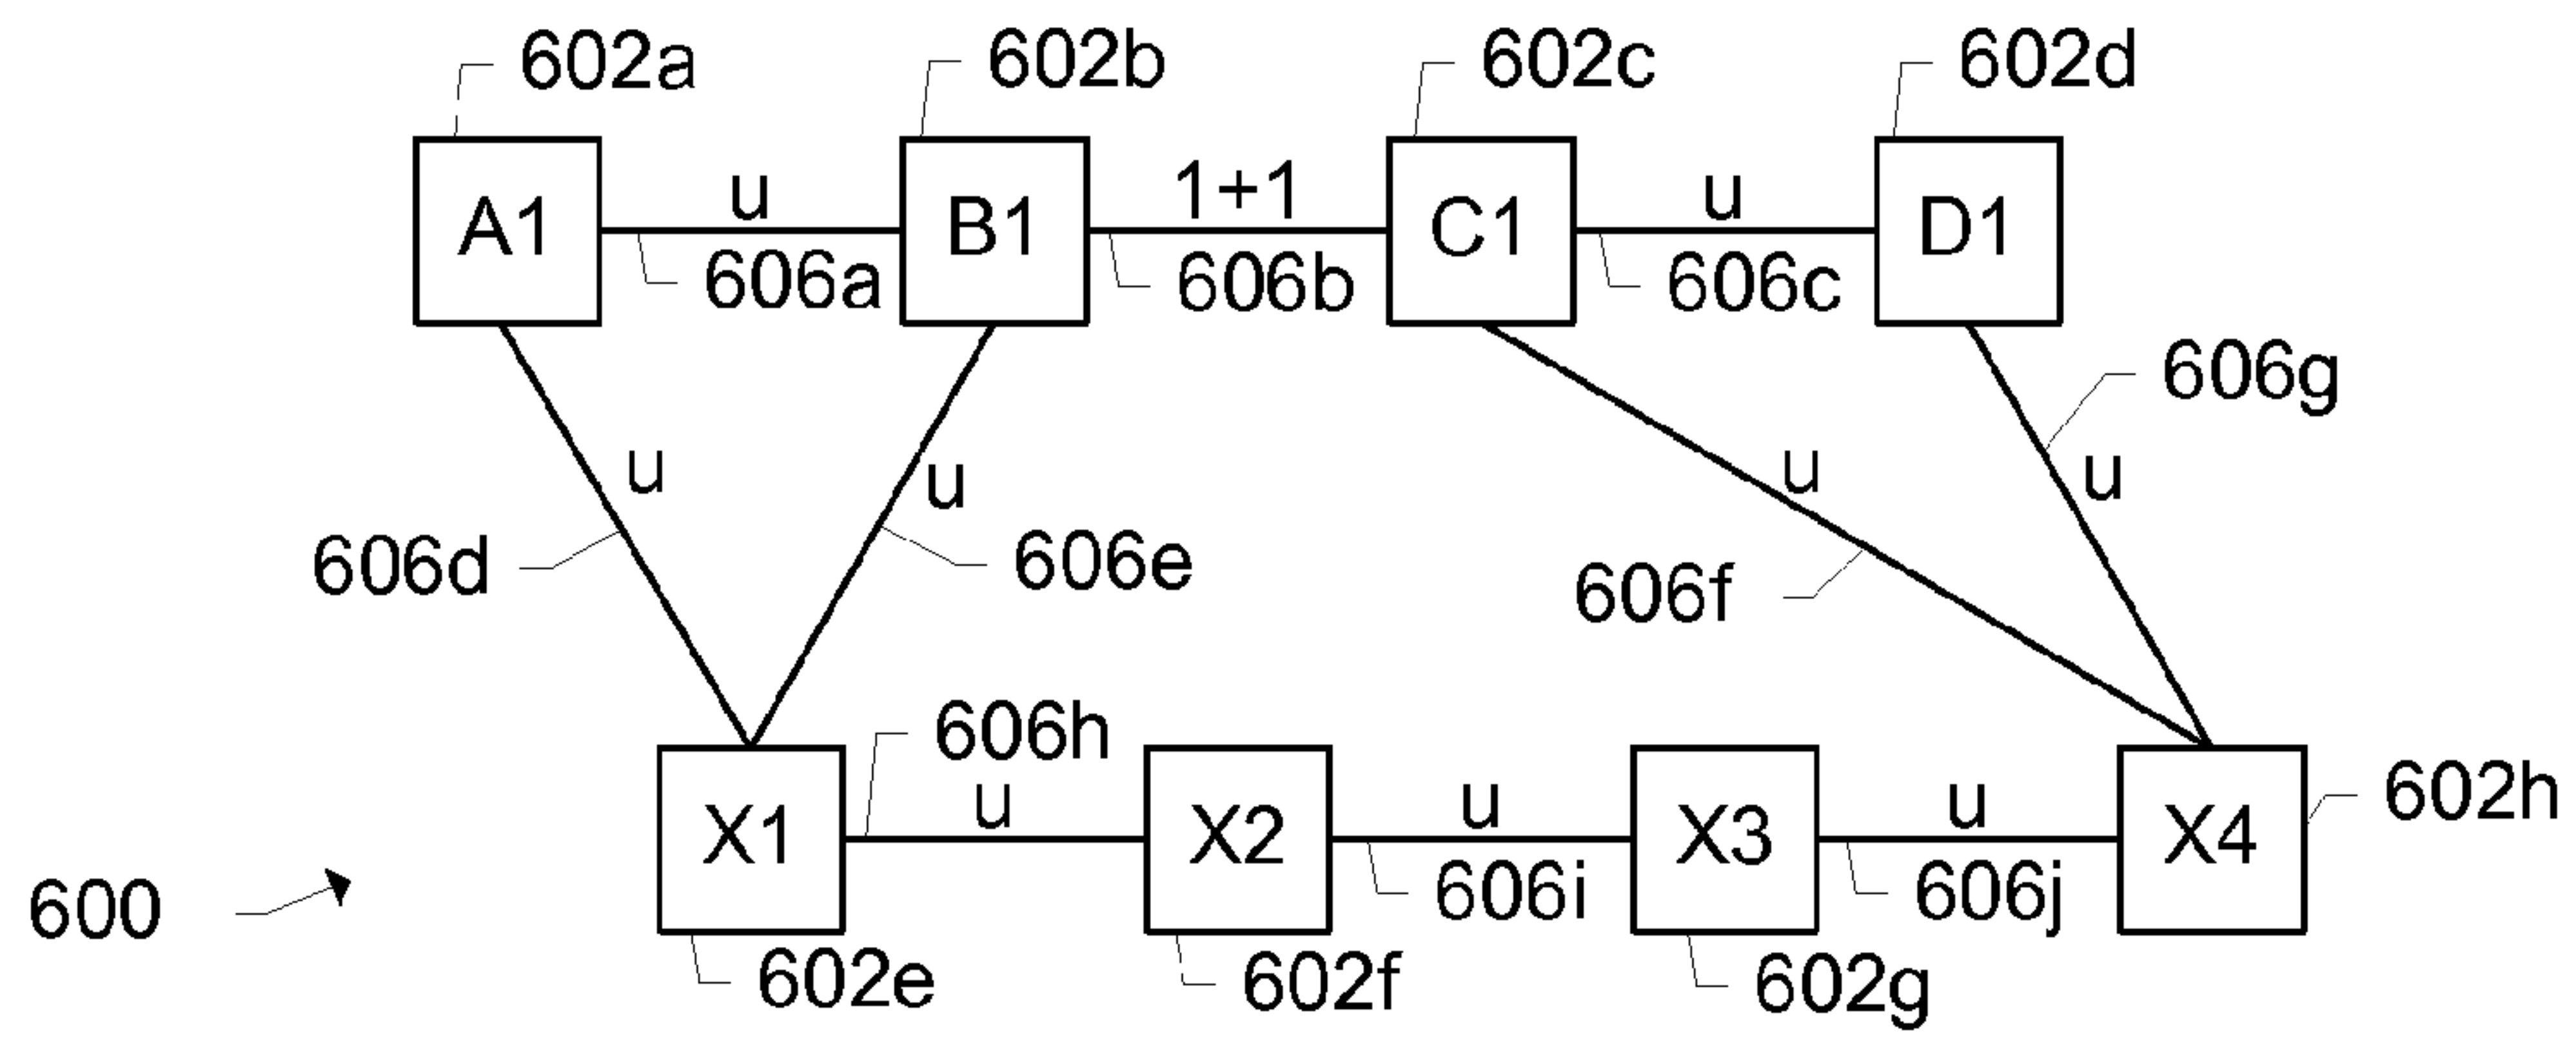 602a 602b 602c 602d
A1 u B1 1+1 C1 u D1
606a 606b 606c
606g
u u u u
606d 606e 606f
606h
X1 u X2 u X3 u X4 602h
606i 606j
600
602e 602f 602g